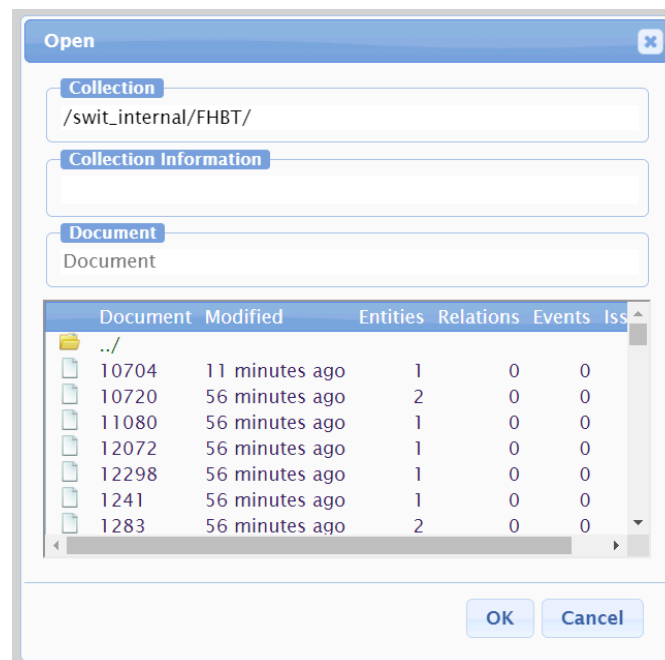 Open
Collection
/swit_internal/FHBT/
Collection Information
Document
Document
Document Modified Entities Relations Events Iss
../
10704 11 minutes ago 1 0 0
10720 56 minutes ago 2 0 0
11080 56 minutes ago 1 0 0
12072 56 minutes ago 1 0 0
12298 56 minutes ago 1 0 0
1241 56 minutes ago 1 0 0
1283 56 minutes ago 2 0 0
OK Cancel